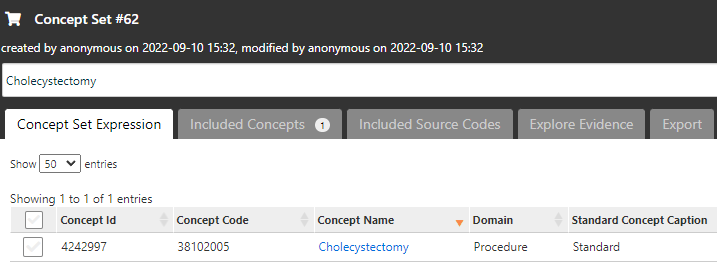 Concept Set #62
created by anonymous on 2022-09-10 15:32, modified by anonymous on 2022-09-10 15:32
Cholecystectomy
Concept Set Expression Included Concepts 1 Included Source Codes Explore Evidence Export
Show 50 entries
Showing 1 to 1 of 1 entries
Concept Id Concept Code Concept Name Domain Standard Concept Caption
4242997 38102005 Cholecystectomy Procedure Standard